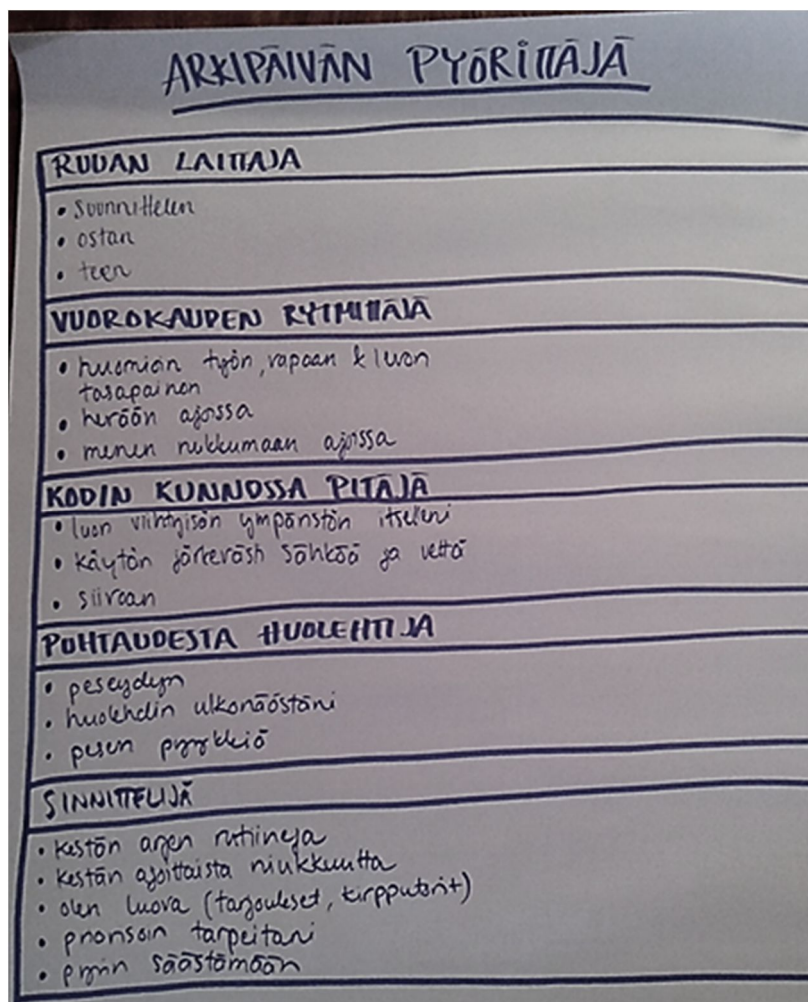 ARKIPÄIVÄN PYÖRITTÄJÄ
RUUAN LAITTAJA
• suunnittelen
• ostan
• teen
VUOROKAUDEN RYTMITTÄJÄ
• huomioin työn, vapaan & luon
tasapainon
• herään ajoissa
• menen nukkumaan ajoissa
KODIN KUNNOSSA PITÄJÄ
• luon viihtyisän ympäristön itselleni
• käytän järkevästi sähköä ja vettä
• siivoan
PUHTAUDESTA HUOLEHTIJA
• peseydyn
• huolehdin ulkonäöstäni
• pesen pyykkiä
SINNITTELIJÄ
• kestän arjen rutiineja
• kestän ajoittaista niukkuutta
• olen luova (tarjoukset, kirpputorit)
• priorisoin tarpeitani
• pyrin säästämään